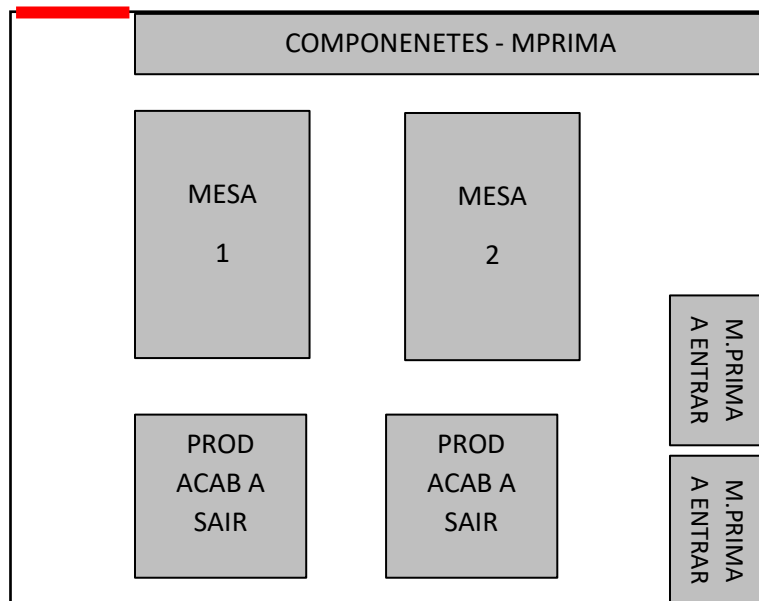 COMPONENETES - MPRIMA
MESA
1
MESA
2
M.PRIMA
A ENTRAR
PROD
ACAB A
SAIR
PROD
ACAB A
SAIR
M.PRIMA
A ENTRAR